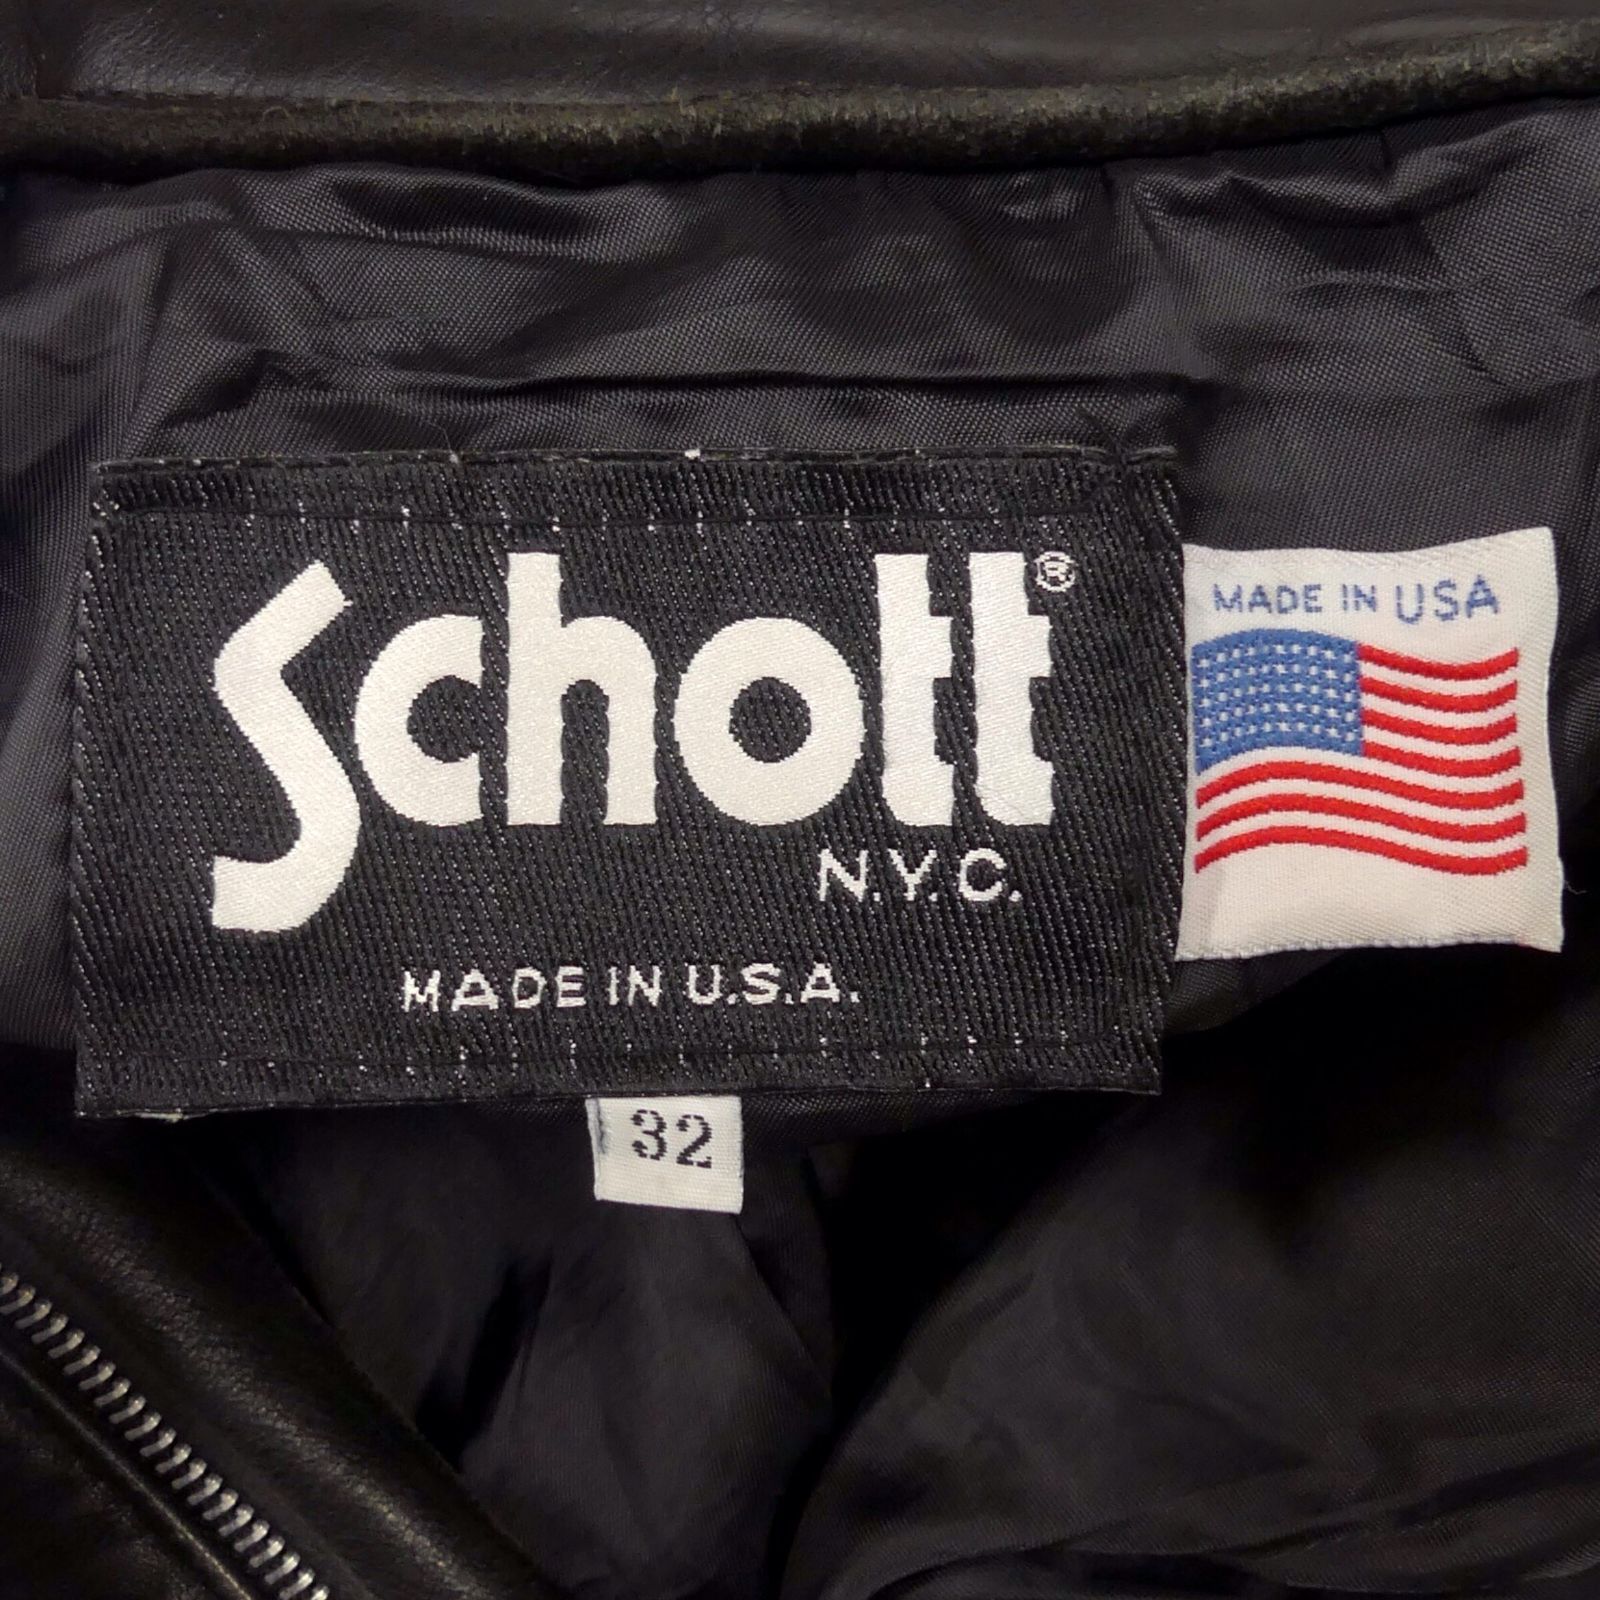 Schott®
N.Y.C.
MADE IN U.S.A.
MADE IN USA
32